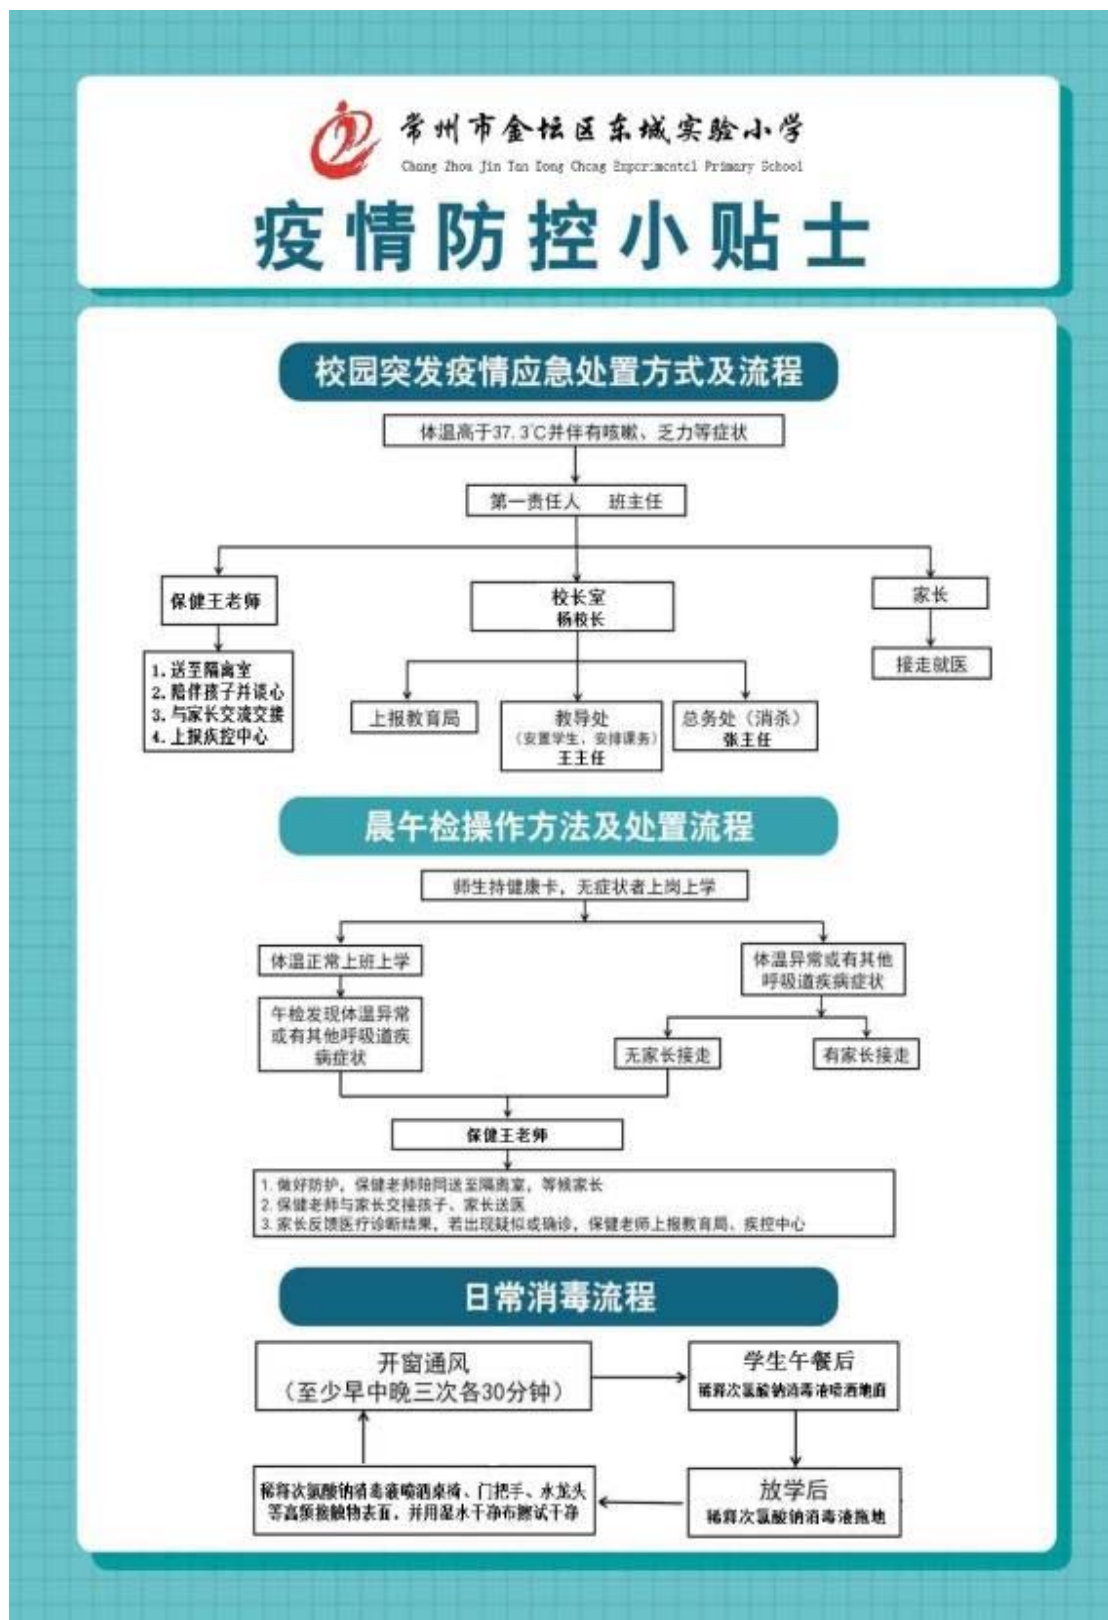 常州市金坛区东城实验小学
Chang Zhou Jin Tan Dong Cheng Experimental Primary School
疫情防控小贴士
校园突发疫情应急处置方式及流程
体温高于37.3℃并伴有咳嗽、乏力等症状
第一责任人 班主任
保健王老师
校长室
杨校长
家长
1. 送至隔离室
2. 陪伴孩子并谈心
3. 与家长交流交接
4. 上报疾控中心
接走就医
上报教育局
教导处
(安置学生、安排课务)
王主任
总务处（消杀）
张主任
晨午检操作方法及处置流程
师生持健康卡，无症状者上岗上学
体温正常上班上学
体温异常或有其他
呼吸道疾病症状
午检发现体温异常
或有其他呼吸道疾
病症状
无家长接走
有家长接走
保健王老师
1. 做好防护，保健老师陪同送至隔离室，等候家长
2. 保健老师与家长交接孩子、家长送医
3. 家长反馈医疗诊断结果，若出现疑似或确诊，保健老师上报教育局、疾控中心
日常消毒流程
开窗通风
（至少早中晚三次各30分钟）
学生午餐后
稀释次氯酸钠消毒液喷洒地面
稀释次氯酸钠消毒液喷洒桌椅、门把手、水龙头
等高频接触物表面，并用湿水干净布擦试干净
放学后
稀释次氯酸钠消毒液拖地